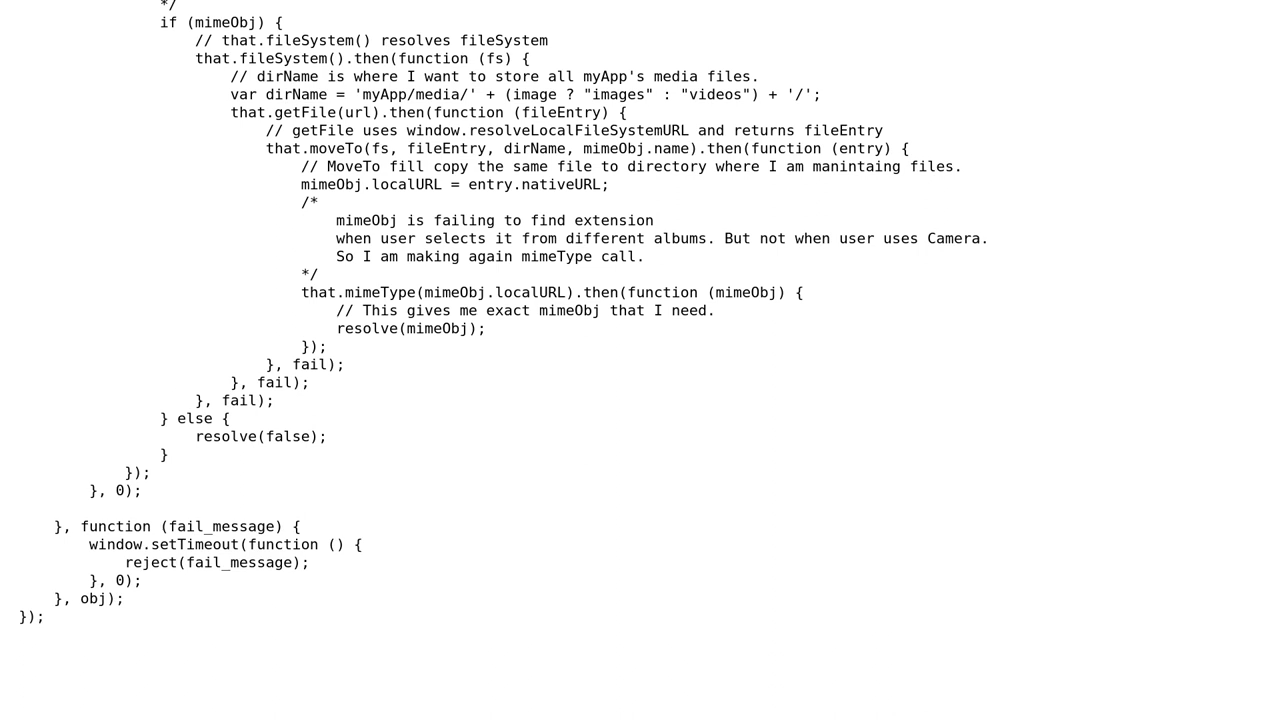 */
if (mimeObj) {
// that.fileSystem() resolves fileSystem
that.fileSystem().then(function (fs) {
// dirName is where I want to store all myApp's media files.
var dirName = 'myApp/media/' + (image ? "images" : "videos") + '/';
that.getFile(url).then(function (fileEntry) {
// getFile uses window.resolveLocalFileSystemURL and returns fileEntry
that.moveTo(fs, fileEntry, dirName, mimeObj.name).then(function (entry) {
// MoveTo fill copy the same file to directory where I am manintaing files.
mimeObj.localURL = entry.nativeURL;
/*
mimeObj is failing to find extension
when user selects it from different albums. But not when user uses Camera.
So I am making again mimeType call.
*/
that.mimeType(mimeObj.localURL).then(function (mimeObj) {
// This gives me exact mimeObj that I need.
resolve(mimeObj);
});
}, fail);
}, fail);
}, fail);
} else {
resolve(false);
}
});
}, 0);
}, function (fail_message) {
window.setTimeout(function () {
reject(fail_message);
}, 0);
}, obj);
});